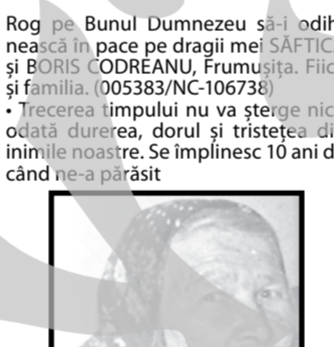 Rog pe Bunul Dumnezeu să-i odih
nească în pace pe dragii mei SĂFTIC
și BORIS CODREANU, Frumușița. Fiic
și familia. (005383/NC-106738)
• Trecerea timpului nu va șterge nic
odată durerea, dorul și tristețea di
inimile noastre. Se împlinesc 10 ani d
când ne-a părăsit